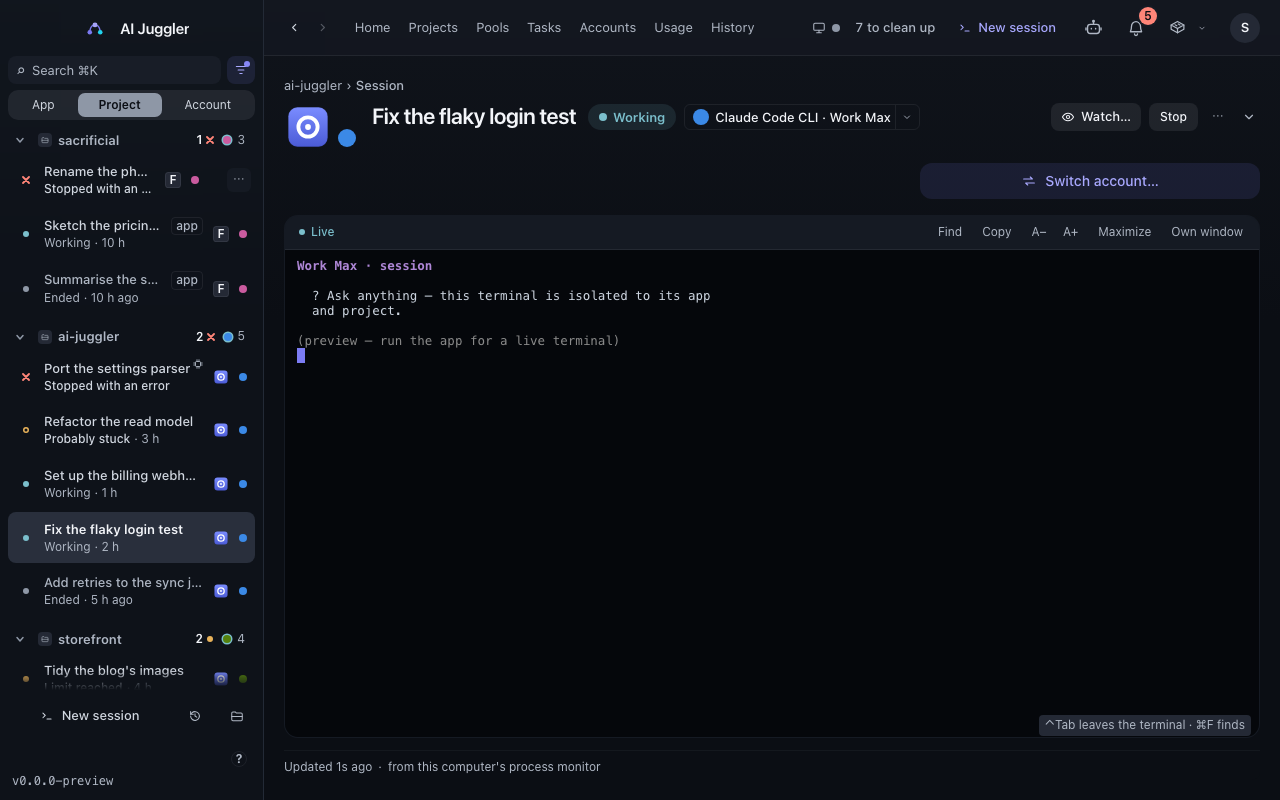 AI Juggler
Search ⌘K
App Project Account
sacrificial 1 3
Rename the ph... F
Stopped with an ...
Sketch the pricin... app F
Working · 10 h
Summarise the s... app F
Ended · 10 h ago
ai-juggler 2 5
Port the settings parser
Stopped with an error
Refactor the read model
Probably stuck · 3 h
Set up the billing webh...
Working · 1 h
Fix the flaky login test
Working · 2 h
Add retries to the sync j...
Ended · 5 h ago
storefront 2 4
Tidy the blog's images
Limit reached · 4 h
New session
?
v0.0.0-preview
Home Projects Pools Tasks Accounts Usage History 7 to clean up New session 5 S
ai-juggler › Session
Fix the flaky login test Working Claude Code CLI · Work Max Watch... Stop ...
Switch account...
Live Find Copy A− A+ Maximize Own window
Work Max · session
? Ask anything — this terminal is isolated to its app
and project.
(preview — run the app for a live terminal)
^Tab leaves the terminal · ⌘F finds
Updated 1s ago · from this computer's process monitor